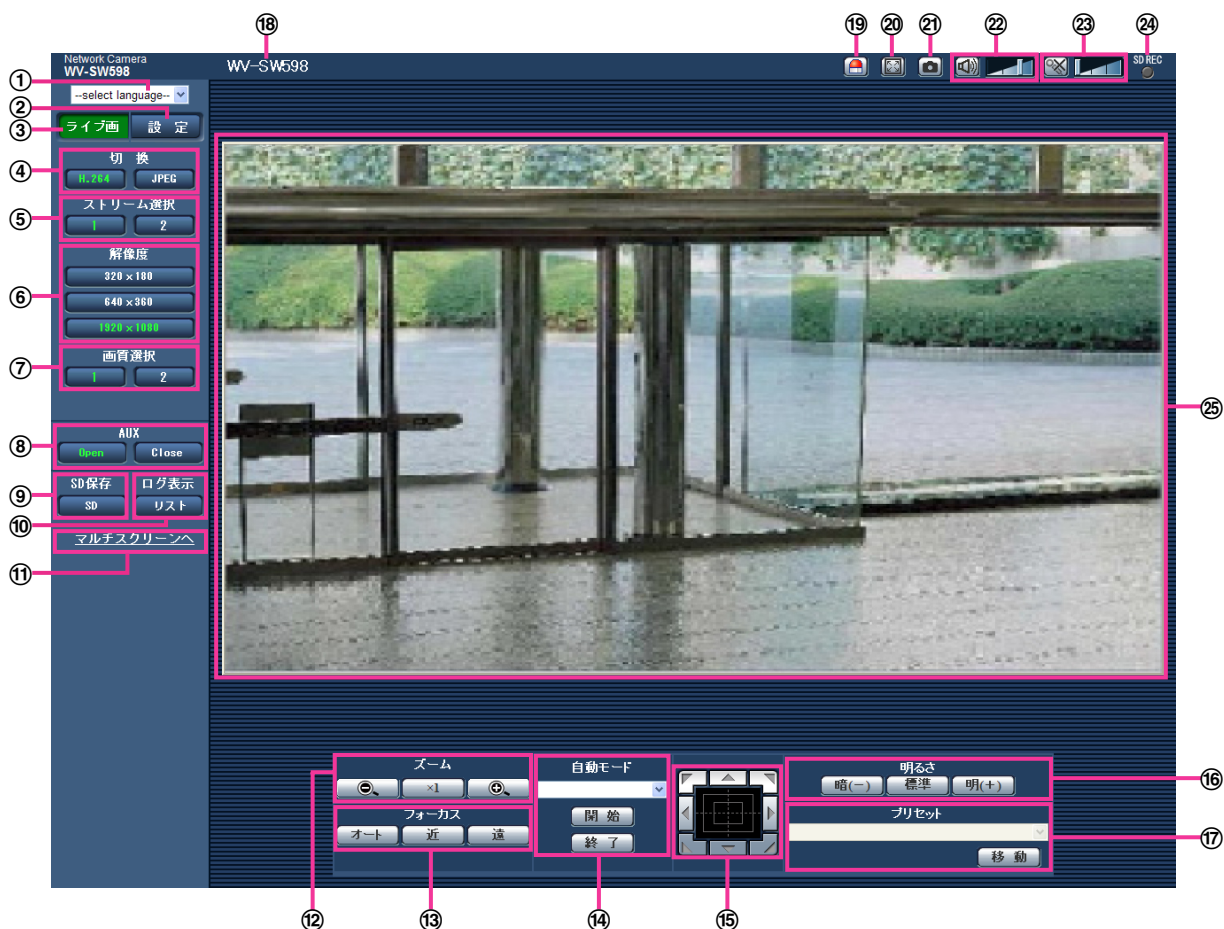 ⑱ ⑲ ⑳ ㉑ ㉒ ㉓ ㉔
Network Camera
WV-SW598
WV-SW598
SD REC
① --select language--
②
③ ライブ画 設 定
④ 切 換
H.264 JPEG
⑤ ストリーム選択
1 2
⑥ 解像度
320×180
640×360
1920×1080
⑦ 画質選択
1 2
㉕
⑧ AUX
Open Close
⑨ SD保存 ログ表示
SD リスト
⑩
マルチスクリーンへ
⑪
ズーム
×1
フォーカス
オート 近 遠
自動モード
開 始
終 了
明るさ
暗(-) 標準 明(+)
⑯
プリセット
移 動
⑰
⑫ ⑬ ⑭ ⑮